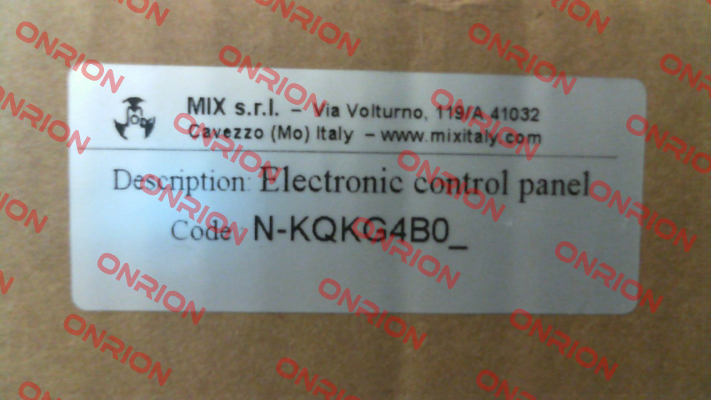 MIX s.r.l. – Via Volturno, 119/A 41032
Cavezzo (Mo) Italy – www.mixitaly.com
Description: Electronic control panel
Code N-KQKG4B0_
ONRION